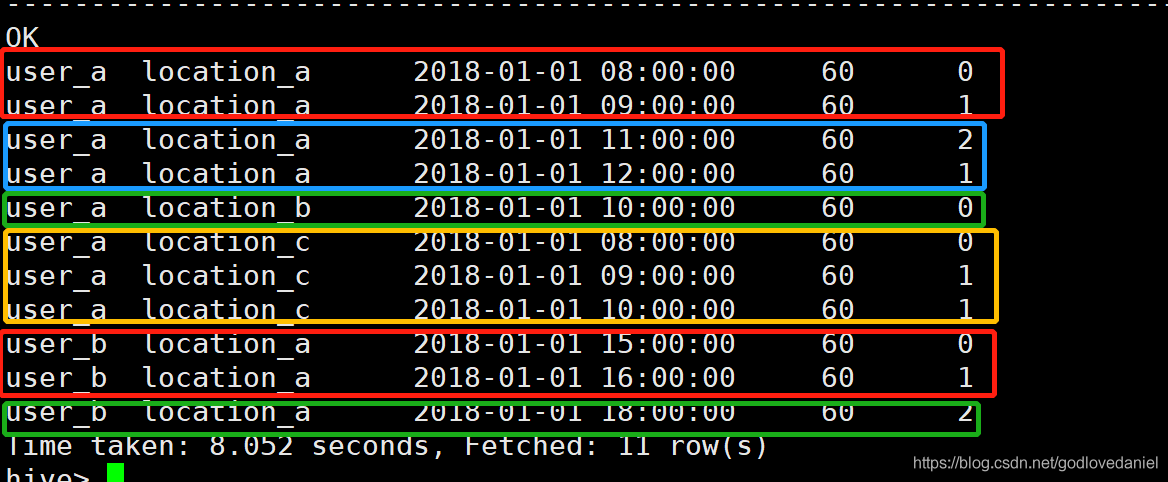 OK
user_a location_a 2018-01-01 08:00:00 60 0
user_a location_a 2018-01-01 09:00:00 60 1
user_a location_a 2018-01-01 11:00:00 60 2
user_a location_a 2018-01-01 12:00:00 60 1
user_a location_b 2018-01-01 10:00:00 60 0
user_a location_c 2018-01-01 08:00:00 60 0
user_a location_c 2018-01-01 09:00:00 60 1
user_a location_c 2018-01-01 10:00:00 60 1
user_b location_a 2018-01-01 15:00:00 60 0
user_b location_a 2018-01-01 16:00:00 60 1
user_b location_a 2018-01-01 18:00:00 60 2
Time taken: 8.052 seconds, Fetched: 11 row(s)
hive>
https://blog.csdn.net/godlovedaniel